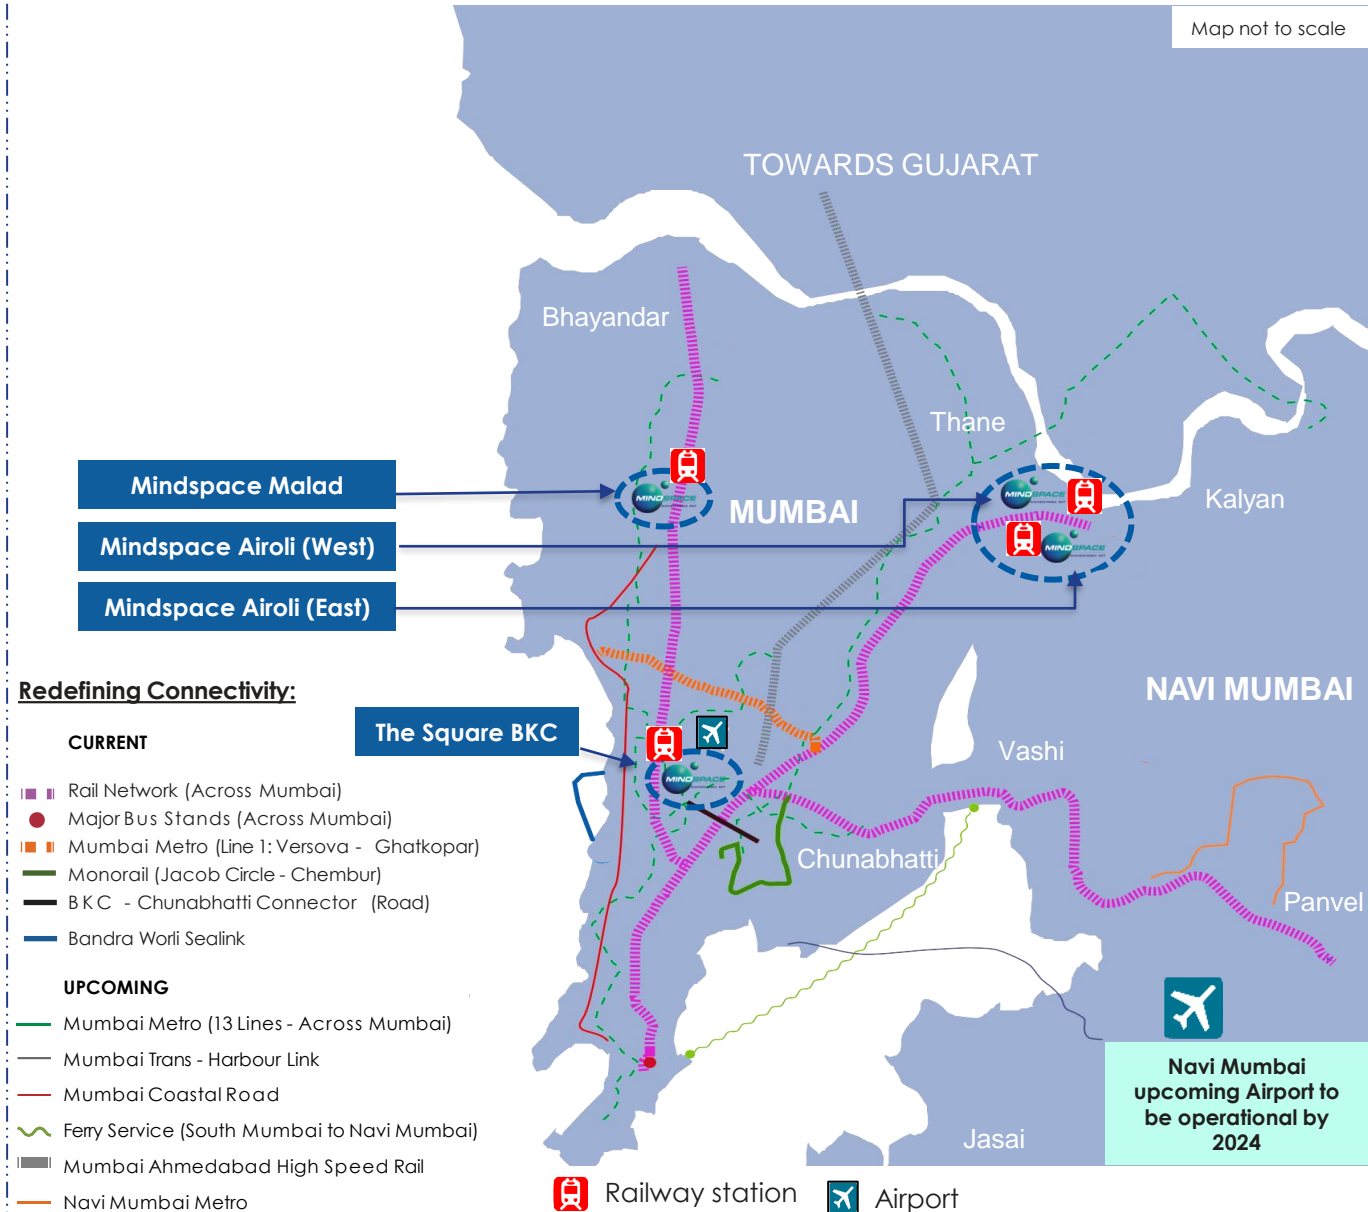 Map not to scale
TOWARDS GUJARAT
Bhayandar
Thane
Mindspace Malad
MINDSPACE
MUMBAI
MINDSPACE
Kalyan
Mindspace Airoli (West)
MINDSPACE
Mindspace Airoli (East)
Redefining Connectivity:
NAVI MUMBAI
CURRENT
The Square BKC
Vashi
MINDSPACE
Rail Network (Across Mumbai)
Major Bus Stands (Across Mumbai)
Mumbai Metro (Line 1: Versova - Ghatkopar)
Chunabhatti
Monorail (Jacob Circle - Chembur)
BKC - Chunabhatti Connector (Road)
Panvel
Bandra Worli Sealink
UPCOMING
Mumbai Metro (13 Lines - Across Mumbai)
Mumbai Trans - Harbour Link
Mumbai Coastal Road
Ferry Service (South Mumbai to Navi Mumbai)
Mumbai Ahmedabad High Speed Rail
Navi Mumbai Metro
Navi Mumbai
upcoming Airport to
be operational by
2024
Jasai
Railway station
Airport